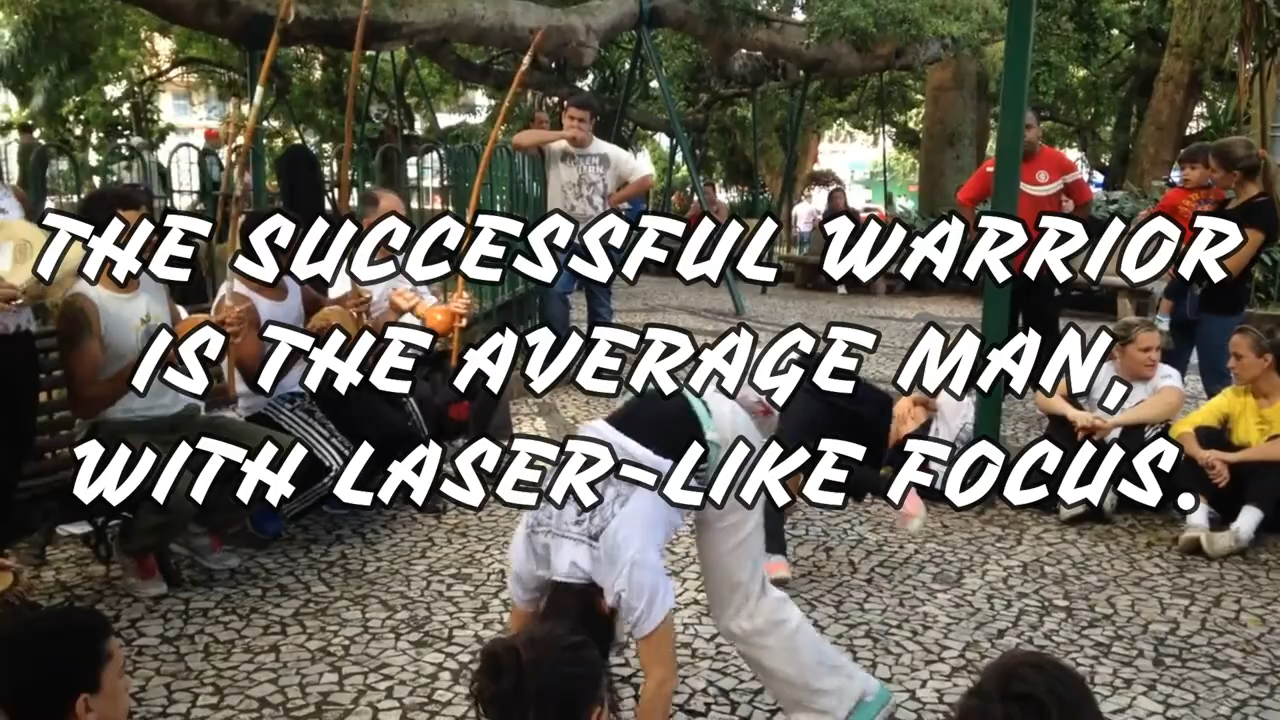 THE SUCCESSFUL WARRIOR
IS THE AVERAGE MAN,
WITH LASER-LIKE FOCUS.